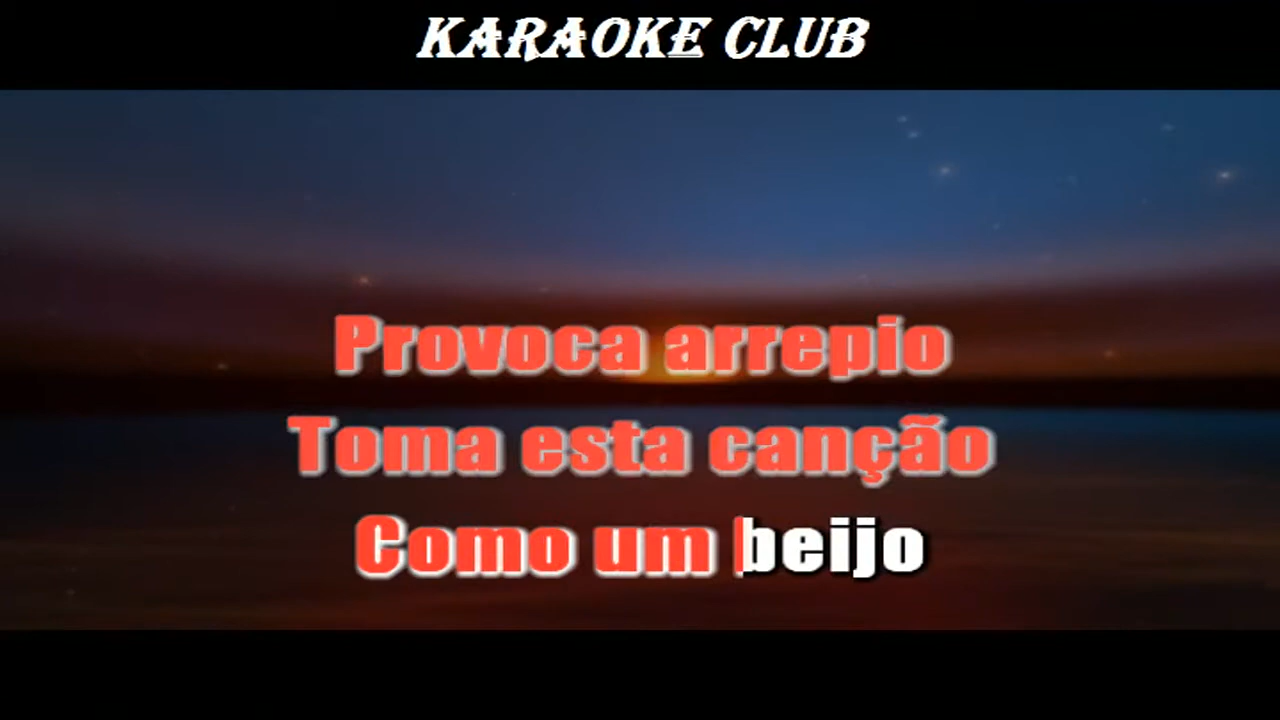 KARAOKE CLUB
Provoca arrepio
Toma esta canção
Como um beijo